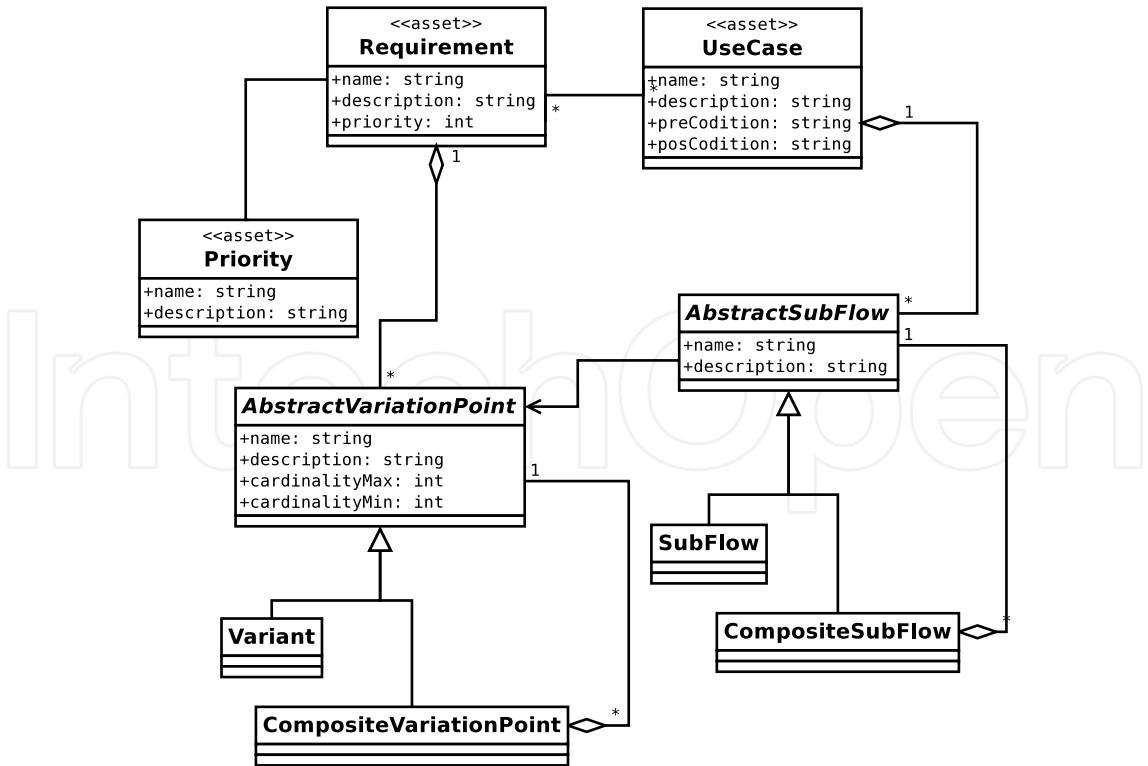 <<asset>>
Requirement
+name: string
+description: string
+priority: int
<<asset>>
UseCase
+name: string
+description: string
+preCodition: string
+posCodition: string
*
*
1
1
<<asset>>
Priority
+name: string
+description: string
*
AbstractSubFlow
+name: string
+description: string
1
*
AbstractVariationPoint
+name: string
+description: string
+cardinalityMax: int
+cardinalityMin: int
1
SubFlow
Variant
CompositeSubFlow
*
CompositeVariationPoint
*
IntechOpen